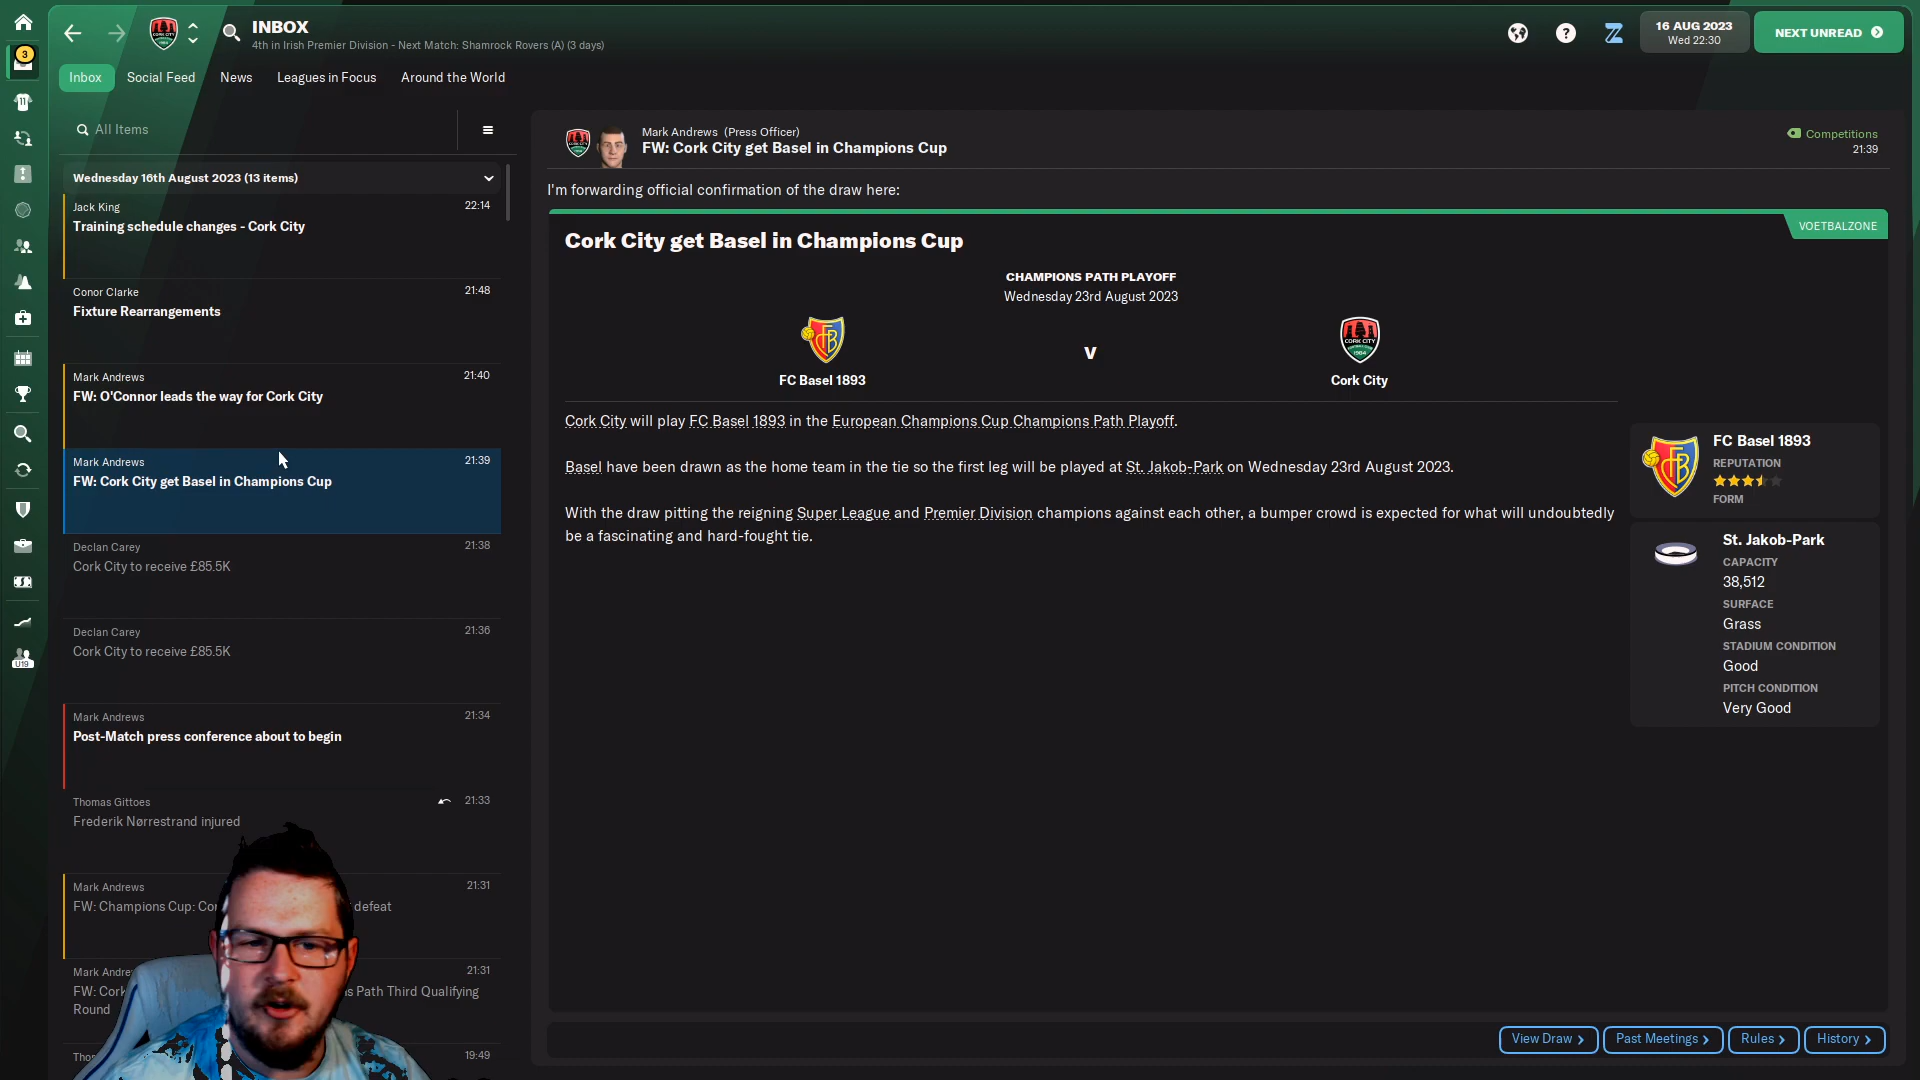 INBOX
4th in Irish Premier Division - Next Match: Shamrock Rovers (A) (3 days)
16 AUG 2023
Wed 22:30
NEXT UNREAD
3
Inbox
Social Feed
News
Leagues in Focus
Around the World
All Items
Wednesday 16th August 2023 (13 items)
Jack King 22:14
Training schedule changes - Cork City
Conor Clarke 21:48
Fixture Rearrangements
Mark Andrews 21:40
FW: O'Connor leads the way for Cork City
Mark Andrews 21:39
FW: Cork City get Basel in Champions Cup
Declan Carey 21:38
Cork City to receive £85.5K
Declan Carey 21:36
Cork City to receive £85.5K
Mark Andrews 21:34
Post-Match press conference about to begin
Thomas Gittoes 21:33
Frederik Nørrestrand injured
Mark Andrews 21:31
FW: Champions Cup: defeat
Mark 21:31
FW: Path Third Qualifying
Round
19:49
U19
Mark Andrews (Press Officer)
FW: Cork City get Basel in Champions Cup
Competitions
21:39
I'm forwarding official confirmation of the draw here:
VOETBALZONE
Cork City get Basel in Champions Cup
CHAMPIONS PATH PLAYOFF
Wednesday 23rd August 2023
v
FC Basel 1893
Cork City
Cork City will play FC Basel 1893 in the European Champions Cup Champions Path Playoff.
Basel have been drawn as the home team in the tie so the first leg will be played at St. Jakob-Park on Wednesday 23rd August 2023.
With the draw pitting the reigning Super League and Premier Division champions against each other, a bumper crowd is expected for what will undoubtedly
be a fascinating and hard-fought tie.
FC Basel 1893
REPUTATION
FORM
St. Jakob-Park
CAPACITY
38,512
SURFACE
Grass
STADIUM CONDITION
Good
PITCH CONDITION
Very Good
View Draw
Past Meetings
Rules
History